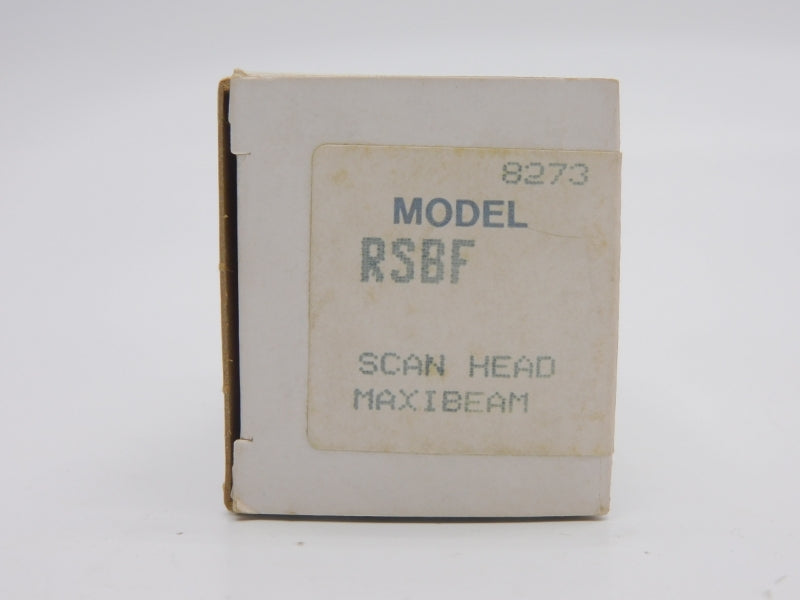 8273
MODEL
RSBF
SCAN HEAD
MAXIBEAM